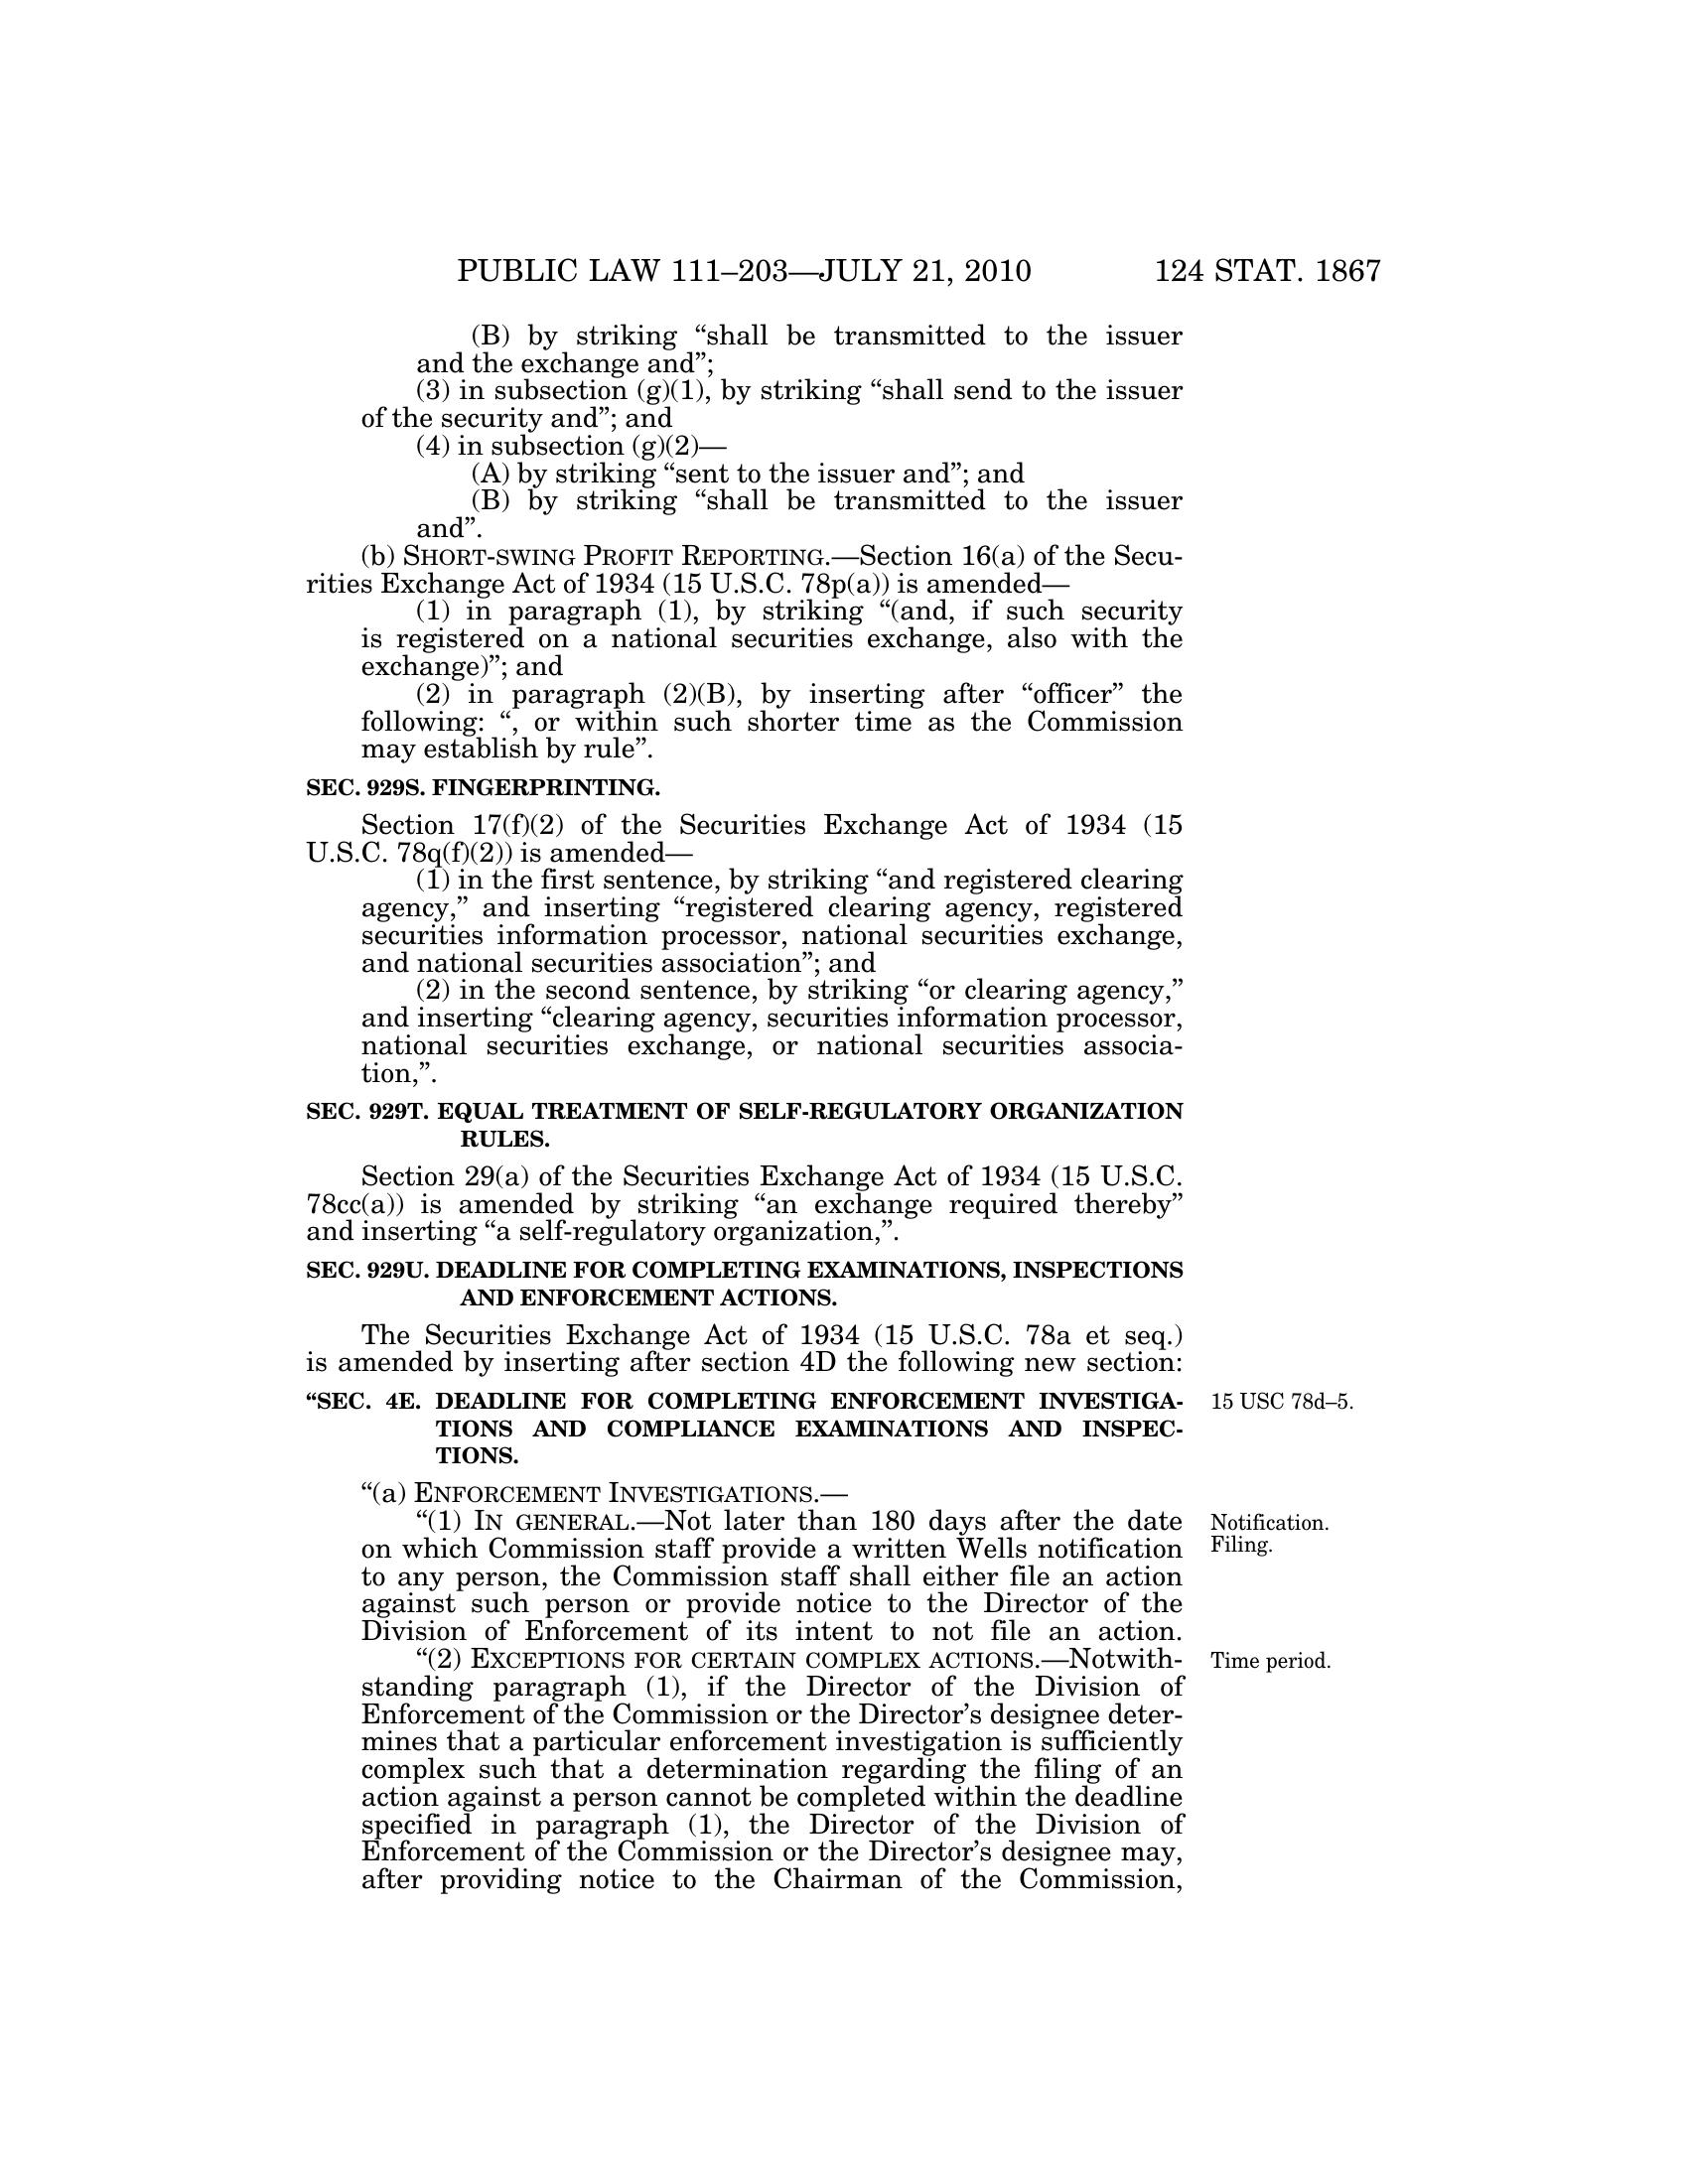 PUBLIC LAW 111–203—JULY 21, 2010 124 STAT. 1867
(B) by striking “shall be transmitted to the issuer
and the exchange and”;
(3) in subsection (g)(1), by striking “shall send to the issuer
of the security and”; and
(4) in subsection (g)(2)—
(A) by striking “sent to the issuer and”; and
(B) by striking “shall be transmitted to the issuer
and”.
(b) SHORT-SWING PROFIT REPORTING.—Section 16(a) of the Secu-
rities Exchange Act of 1934 (15 U.S.C. 78p(a)) is amended—
(1) in paragraph (1), by striking “(and, if such security
is registered on a national securities exchange, also with the
exchange)”; and
(2) in paragraph (2)(B), by inserting after “officer” the
following: “, or within such shorter time as the Commission
may establish by rule”.
SEC. 929S. FINGERPRINTING.
Section 17(f)(2) of the Securities Exchange Act of 1934 (15
U.S.C. 78q(f)(2)) is amended—
(1) in the first sentence, by striking “and registered clearing
agency,” and inserting “registered clearing agency, registered
securities information processor, national securities exchange,
and national securities association”; and
(2) in the second sentence, by striking “or clearing agency,”
and inserting “clearing agency, securities information processor,
national securities exchange, or national securities associa-
tion,”.
SEC. 929T. EQUAL TREATMENT OF SELF-REGULATORY ORGANIZATION
RULES.
Section 29(a) of the Securities Exchange Act of 1934 (15 U.S.C.
78cc(a)) is amended by striking “an exchange required thereby”
and inserting “a self-regulatory organization,”.
SEC. 929U. DEADLINE FOR COMPLETING EXAMINATIONS, INSPECTIONS
AND ENFORCEMENT ACTIONS.
The Securities Exchange Act of 1934 (15 U.S.C. 78a et seq.)
is amended by inserting after section 4D the following new section:
“SEC. 4E. DEADLINE FOR COMPLETING ENFORCEMENT INVESTIGA- 15 USC 78d–5.
TIONS AND COMPLIANCE EXAMINATIONS AND INSPEC-
TIONS.
“(a) ENFORCEMENT INVESTIGATIONS.—
“(1) IN GENERAL.—Not later than 180 days after the date Notification.
on which Commission staff provide a written Wells notification Filing.
to any person, the Commission staff shall either file an action
against such person or provide notice to the Director of the
Division of Enforcement of its intent to not file an action.
“(2) EXCEPTIONS FOR CERTAIN COMPLEX ACTIONS.—Notwith- Time period.
standing paragraph (1), if the Director of the Division of
Enforcement of the Commission or the Director’s designee deter-
mines that a particular enforcement investigation is sufficiently
complex such that a determination regarding the filing of an
action against a person cannot be completed within the deadline
specified in paragraph (1), the Director of the Division of
Enforcement of the Commission or the Director’s designee may,
after providing notice to the Chairman of the Commission,